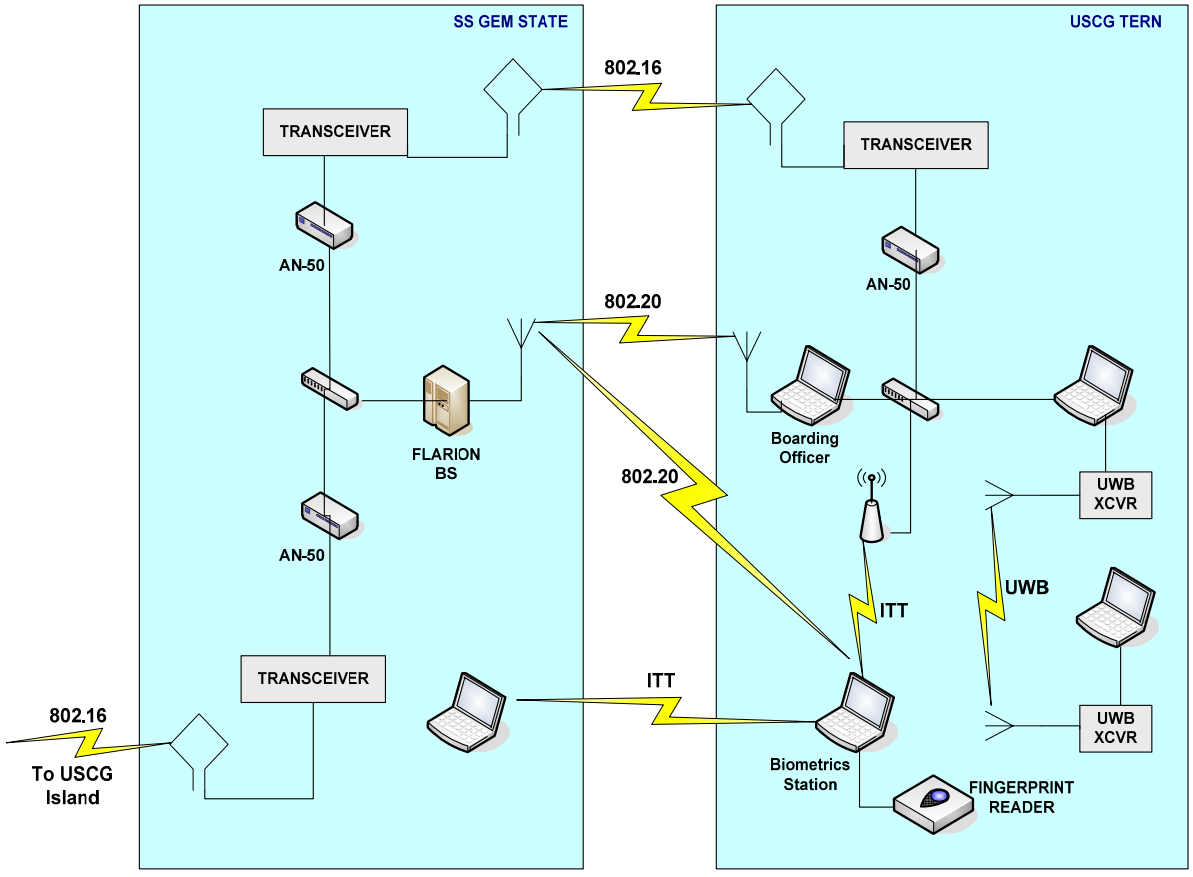 SS GEM STATE
USCG TERN
802.16
TRANSCEIVER
TRANSCEIVER
AN-50
AN-50
802.20
FLARION
BS
Boarding
Officer
802.20
UWB
XCVR
AN-50
UWB
ITT
TRANSCEIVER
ITT
802.16
To USCG
Island
UWB
XCVR
Biometrics
Station
FINGERPRINT
READER